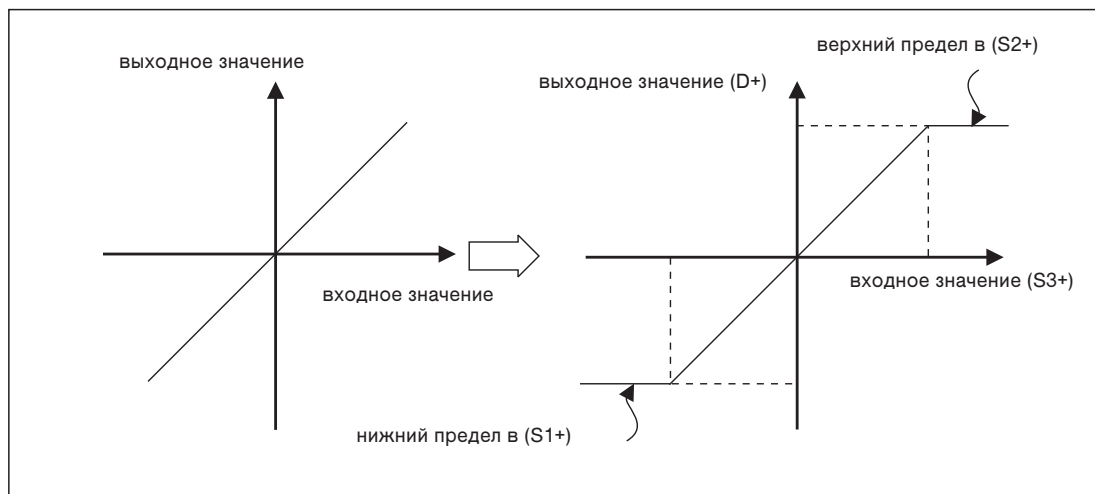 выходное значение
входное значение
верхний предел в (S2+)
выходное значение (D+)
входное значение (S3+)
нижний предел в (S1+)